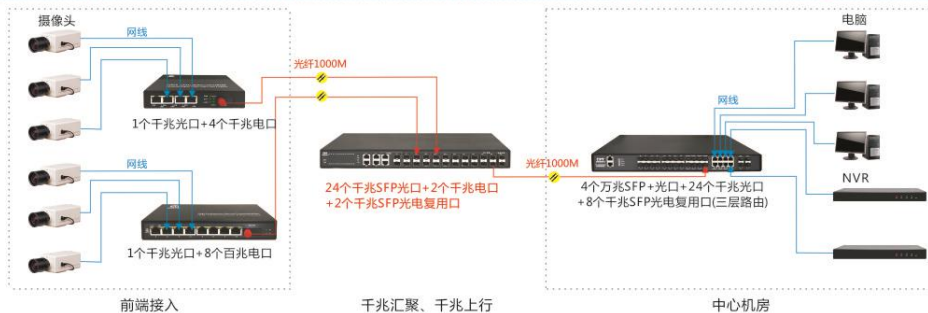 摄像头
网线
光纤1000M
1个千兆光口+4个千兆电口
网线
1个千兆光口+8个百兆电口
前端接入
24个千兆SFP光口+2个千兆电口
+2个千兆SFP光电复用口
光纤1000M
千兆汇聚、千兆上行
电脑
网线
NVR
4个万兆SFP+光口+24个千兆光口
+8个千兆SFP光电复用口(三层路由)
中心机房